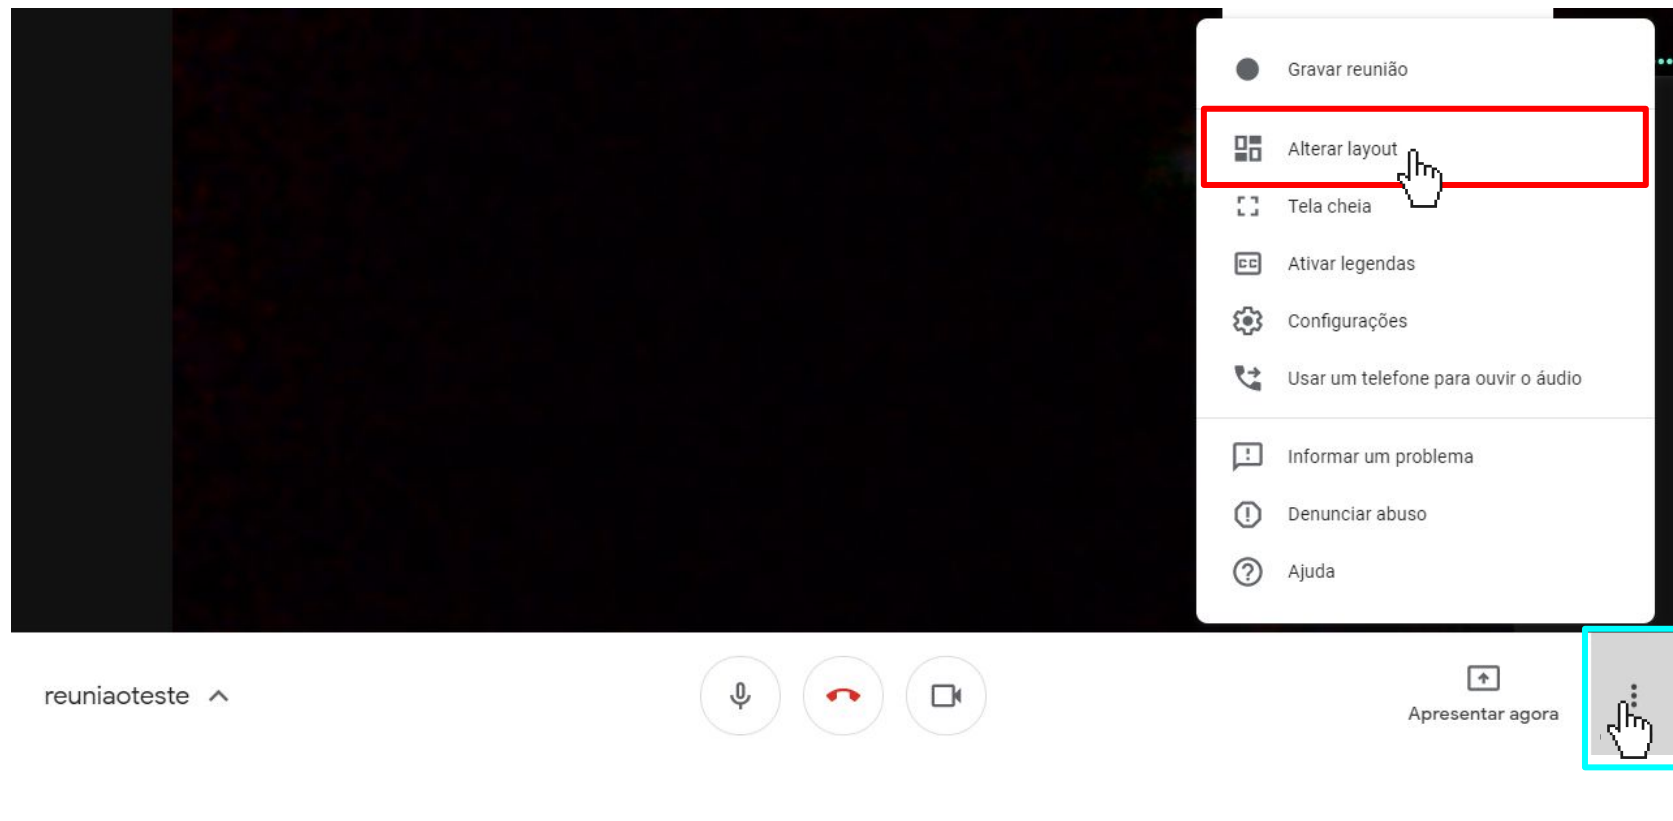 Gravar reunião
Alterar layout
Tela cheia
Ativar legendas
Configurações
Usar um telefone para ouvir o áudio
Informar um problema
Denunciar abuso
Ajuda
reuniaoteste
Apresentar agora